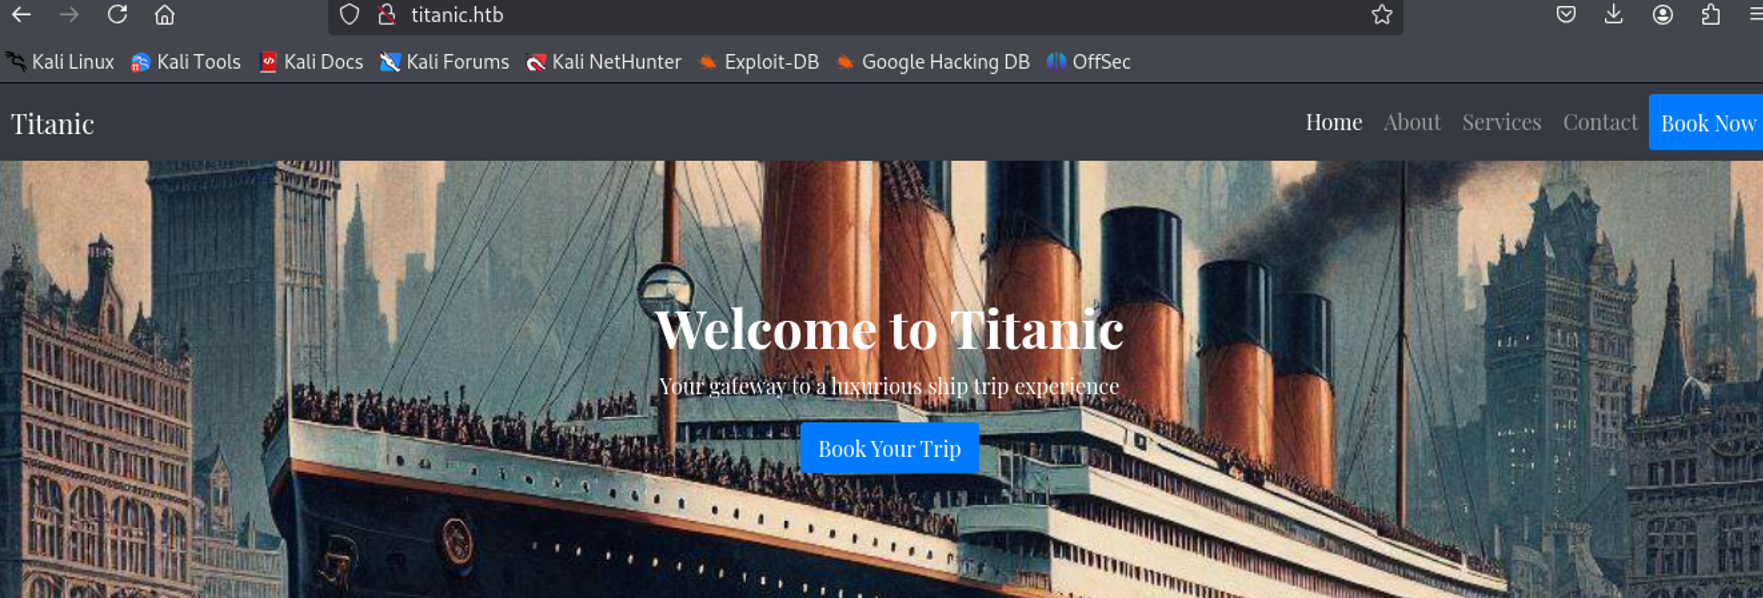 titanic.htb
Kali Linux Kali Tools Kali Docs Kali Forums Kali NetHunter Exploit-DB Google Hacking DB OffSec
Titanic Home About Services Contact Book Now
Welcome to Titanic
Your gateway to a luxurious ship trip experience
Book Your Trip